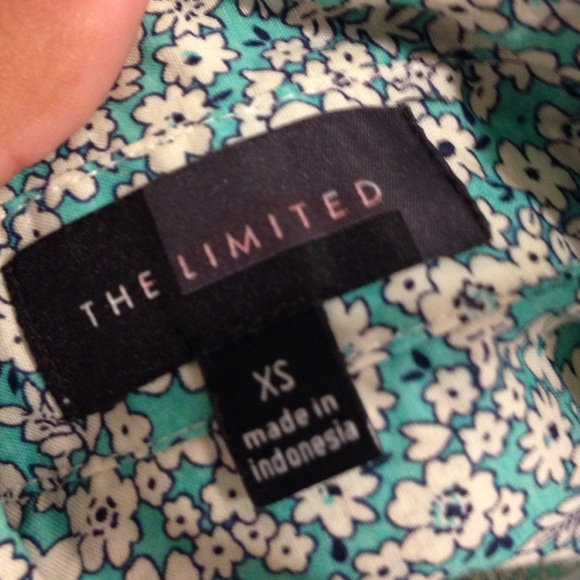 THE LIMITED
XS
made in
indonesia